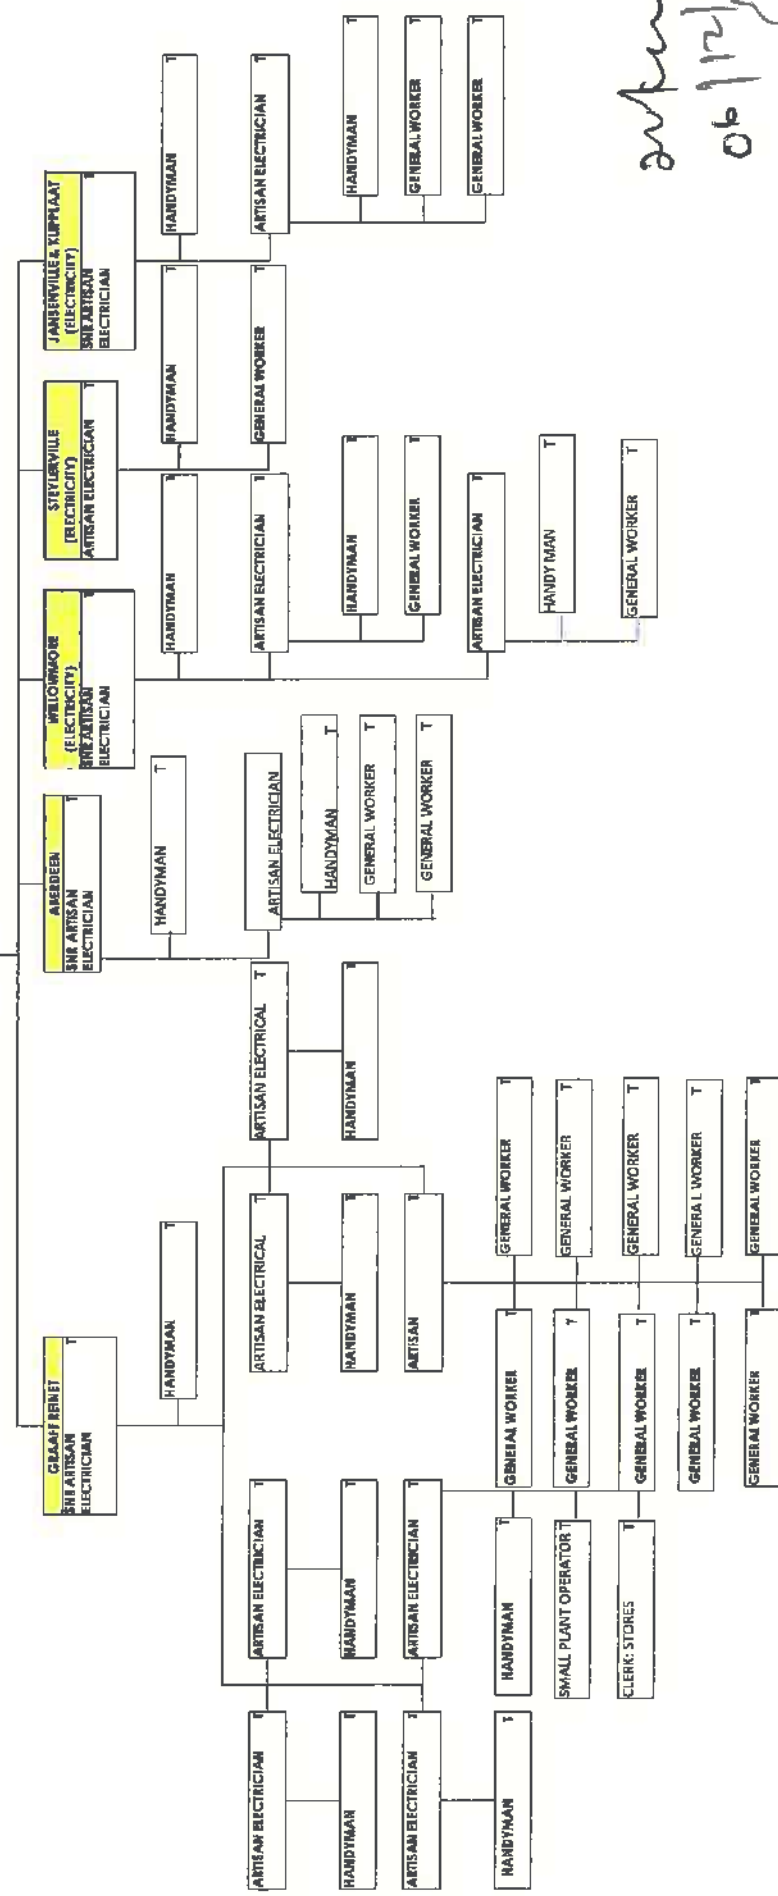 GRAAFF REINET
SNR ARTISAN T
ELECTRICIAN
HANDYMAN T
ARTISAN ELECTRICIAN T
HANDYMAN T
ARTISAN ELECTRICIAN T
HANDYMAN T
ARTISAN ELECTRICIAN T
HANDYMAN T
ARTISAN ELECTRICIAN T
HANDYMAN T
SMALL PLANT OPERATOR T
CLERK: STORES T
GENERAL WORKER T
GENERAL WORKER T
GENERAL WORKER T
GENERAL WORKER T
GENERAL WORKER T
ARTISAN ELECTRICAL T
HANDYMAN T
ARTISAN T
GENERAL WORKER T
GENERAL WORKER T
GENERAL WORKER T
GENERAL WORKER T
GENERAL WORKER T
ARTISAN ELECTRICAL T
HANDYMAN T
ABERDEEN
SNR ARTISAN T
ELECTRICIAN
HANDYMAN T
ARTISAN ELECTRICIAN T
HANDYMAN T
GENERAL WORKER T
GENERAL WORKER T
WILLOWMORE
(ELECTRICITY)
SNR ARTISAN T
ELECTRICIAN
HANDYMAN T
ARTISAN ELECTRICIAN T
HANDYMAN T
GENERAL WORKER T
ARTISAN ELECTRICIAN T
HANDY MAN T
GENERAL WORKER T
STEYLERVILLE
(ELECTRICITY)
ARTISAN ELECTRICIAN T
HANDYMAN T
GENERAL WORKER T
JANSENVILLE & KLIPPLAAT
(ELECTRICITY)
SNR ARTISAN T
ELECTRICIAN
HANDYMAN T
ARTISAN ELECTRICIAN T
HANDYMAN T
GENERAL WORKER T
GENERAL WORKER T
06/12/